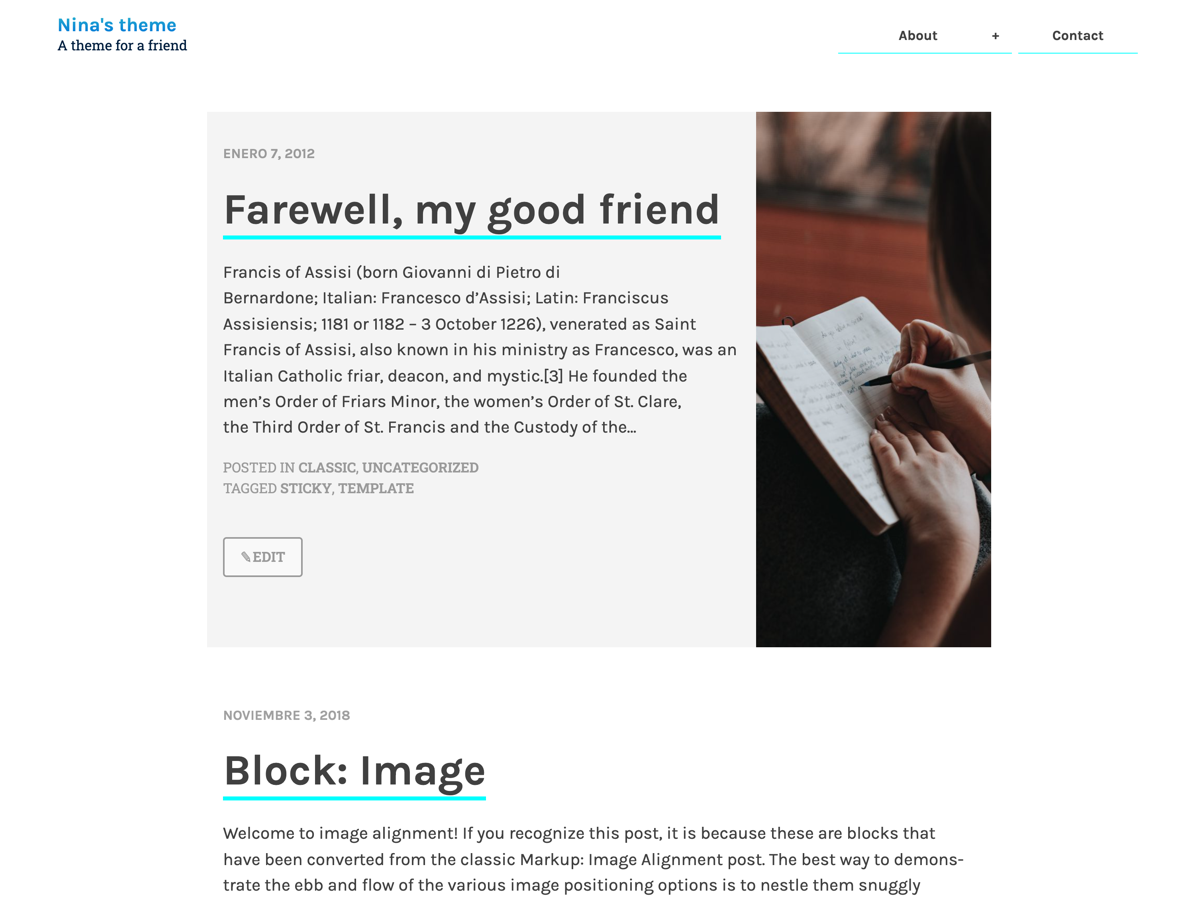 Nina's theme
A theme for a friend
About +
Contact
ENERO 7, 2012
Farewell, my good friend
Francis of Assisi (born Giovanni di Pietro di
Bernardone; Italian: Francesco d’Assisi; Latin: Franciscus
Assisiensis; 1181 or 1182 – 3 October 1226), venerated as Saint
Francis of Assisi, also known in his ministry as Francesco, was an
Italian Catholic friar, deacon, and mystic.[3] He founded the
men’s Order of Friars Minor, the women’s Order of St. Clare,
the Third Order of St. Francis and the Custody of the…
POSTED IN CLASSIC, UNCATEGORIZED
TAGGED STICKY, TEMPLATE
✎EDIT
NOVIEMBRE 3, 2018
Block: Image
Welcome to image alignment! If you recognize this post, it is because these are blocks that
have been converted from the classic Markup: Image Alignment post. The best way to demons-
trate the ebb and flow of the various image positioning options is to nestle them snuggly